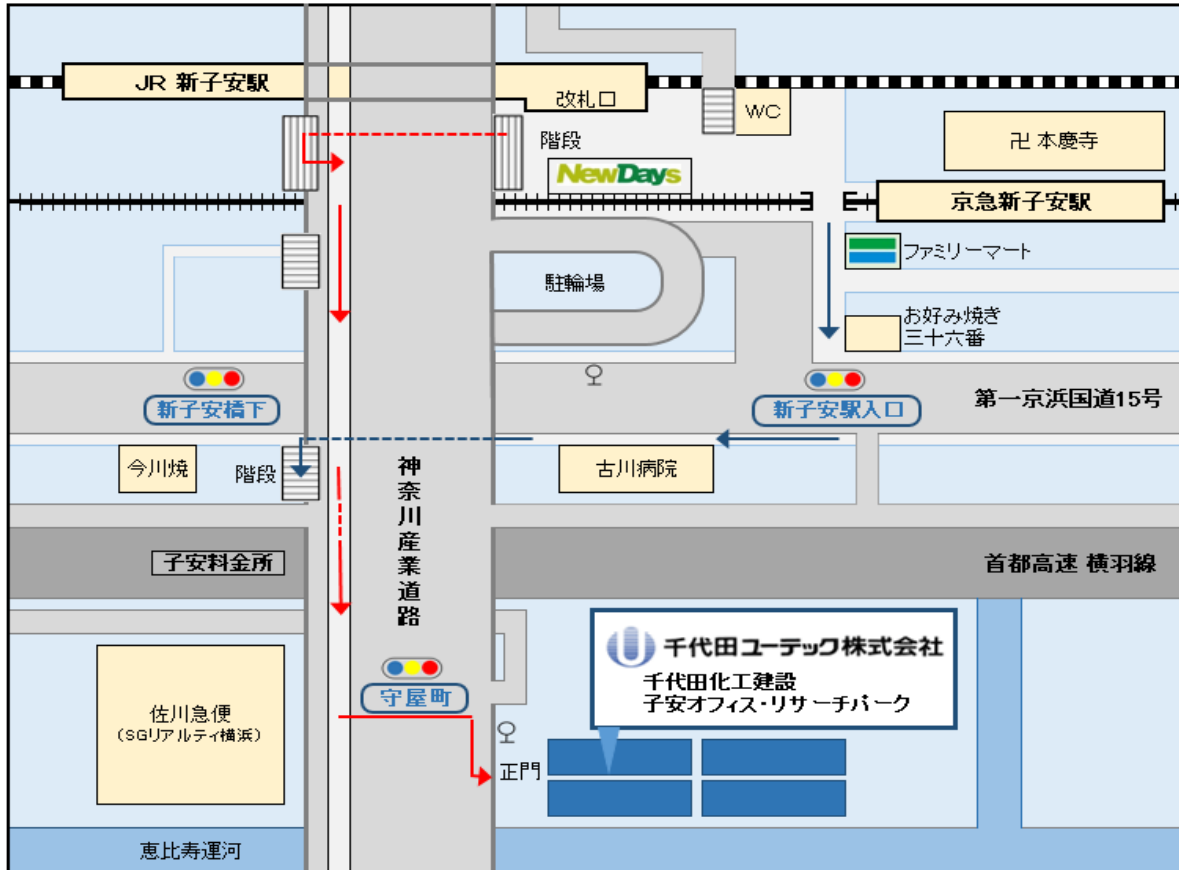 JR 新子安駅
改札口
WC
階段
NewDays
卍 本慶寺
京急新子安駅
ファミリーマート
駐輪場
お好み焼き
三十六番
新子安橋下
新子安駅入口
第一京浜国道15号
今川焼
階段
古川病院
神奈川産業道路
子安料金所
首都高速 横羽線
千代田ユーテック株式会社
千代田化工建設
子安オフィス・リサーチパーク
守屋町
佐川急便
（SGリアルティ横浜）
正門
恵比寿運河